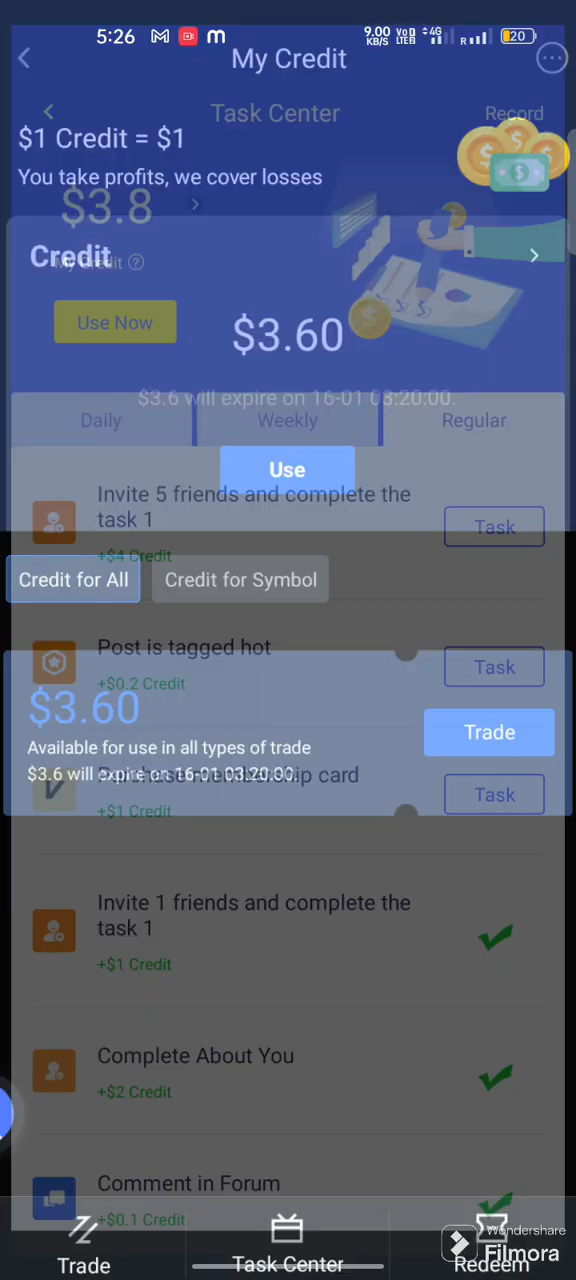 5:26
9.00 KB/S
VoD LTE
4G
R
20
My Credit
Task Center
Record
$1 Credit = $1
You take profits, we cover losses
$3.8
My Credit ?
Credit
Use Now
$3.60
$3.6 will expire on 16-01 03:20:00.
Daily
Weekly
Regular
Use
Invite 5 friends and complete the
task 1
Task
+$4 Credit
Credit for All
Credit for Symbol
Post is tagged hot
Task
+$0.2 Credit
$3.60
Trade
Available for use in all types of trade
$3.6 will expire on 16-01 03:20:00.
Purchase membership card
Task
+$1 Credit
Invite 1 friends and complete the
task 1
+$1 Credit
Complete About You
+$2 Credit
Comment in Forum
+$0.1 Credit
Trade
Task Center
Redeem
Wondershare
Filmora